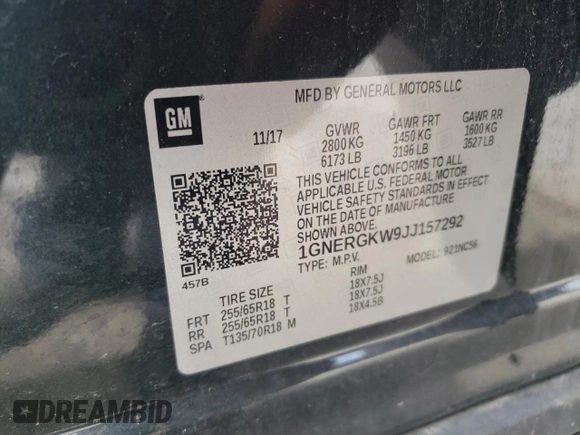 MFD BY GENERAL MOTORS LLC
GM
11/17
GVWR GAWR FRT GAWR RR
2800 KG 1450 KG 1600 KG
6173 LB 3196 LB 3527 LB
THIS VEHICLE CONFORMS TO ALL
APPLICABLE U.S. FEDERAL MOTOR
VEHICLE SAFETY STANDARDS IN EFFECT
ON THE DATE OF MANUFACTURE
SHOWN ABOVE.
1GNERGKW9JJ157292
TYPE: M.P.V. MODEL: 921NC56
457B
TIRE SIZE RIM
FRT 255/65R18 T 18X7.5J
RR 255/65R18 T 18X7.5J
SPA T135/70R18 M 18X4.5B
DREAMBID